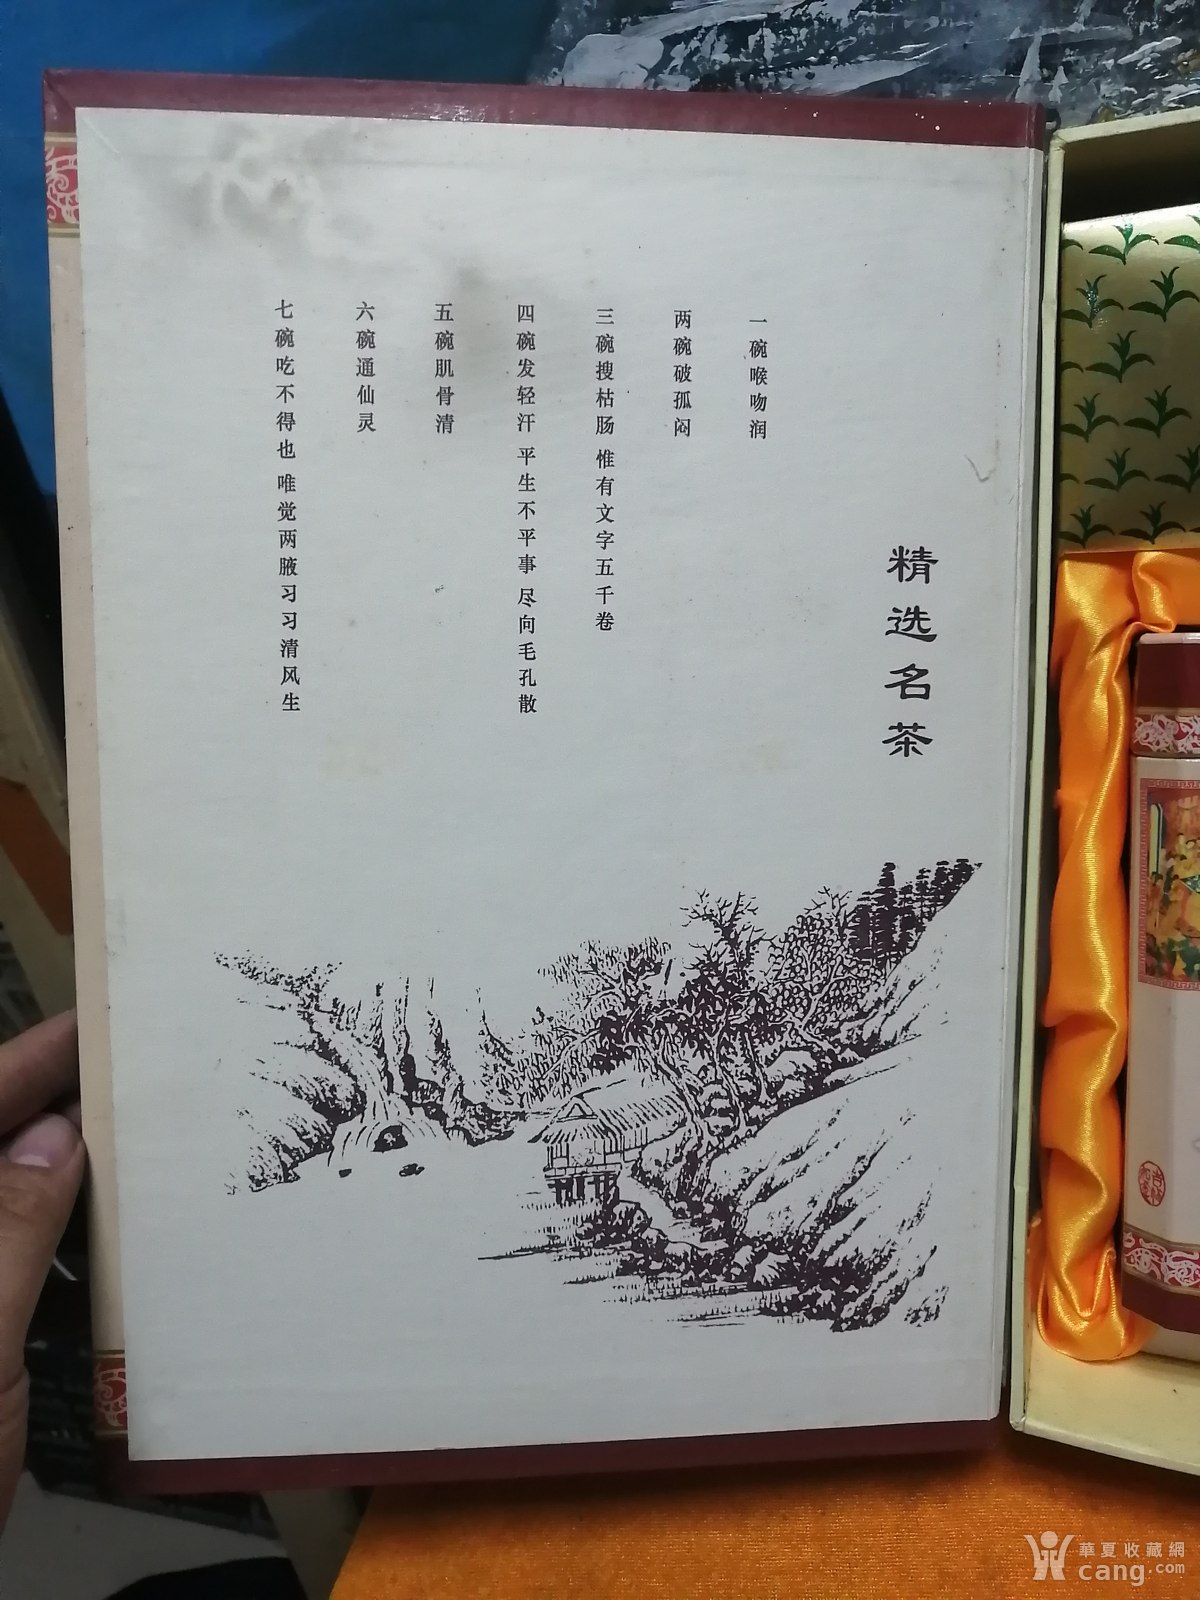 精选名茶
一碗喉吻润
两碗破孤闷
三碗搜枯肠 惟有文字五千卷
四碗发轻汗 平生不平事 尽向毛孔散
五碗肌骨清
六碗通仙灵
七碗吃不得也 唯觉两腋习习清风生
華夏收藏網
cang.com